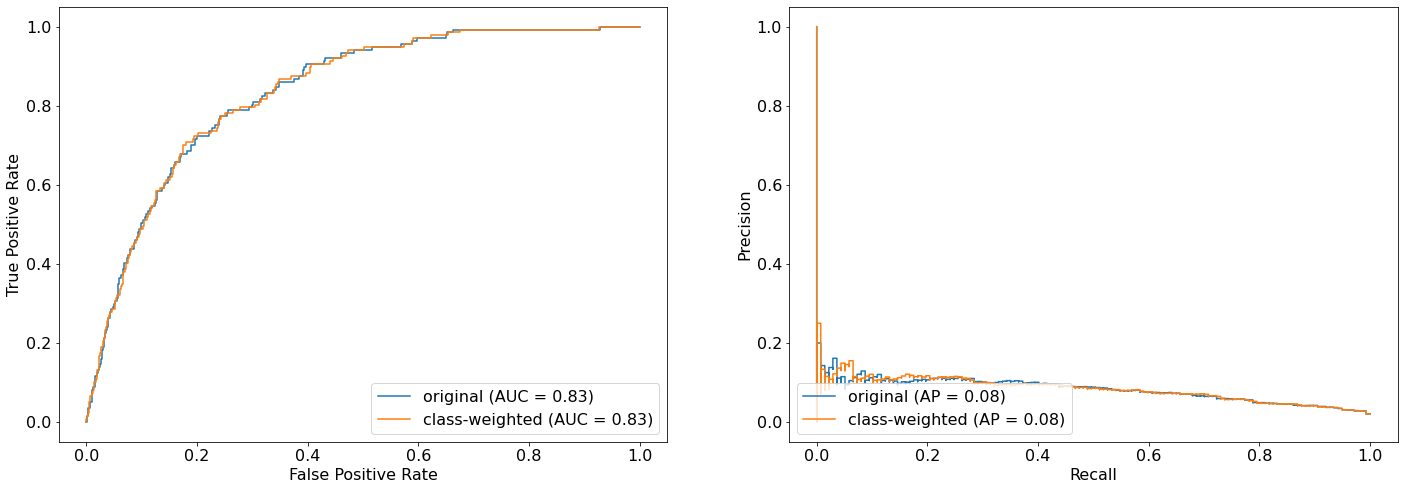 1.0
0.8
0.6
0.4
0.2
0.0
True Positive Rate
original (AUC = 0.83)
class-weighted (AUC = 0.83)
0.0 0.2 0.4 0.6 0.8 1.0
False Positive Rate
1.0
0.8
0.6
0.4
0.2
0.0
Precision
original (AP = 0.08)
class-weighted (AP = 0.08)
0.0 0.2 0.4 0.6 0.8 1.0
Recall